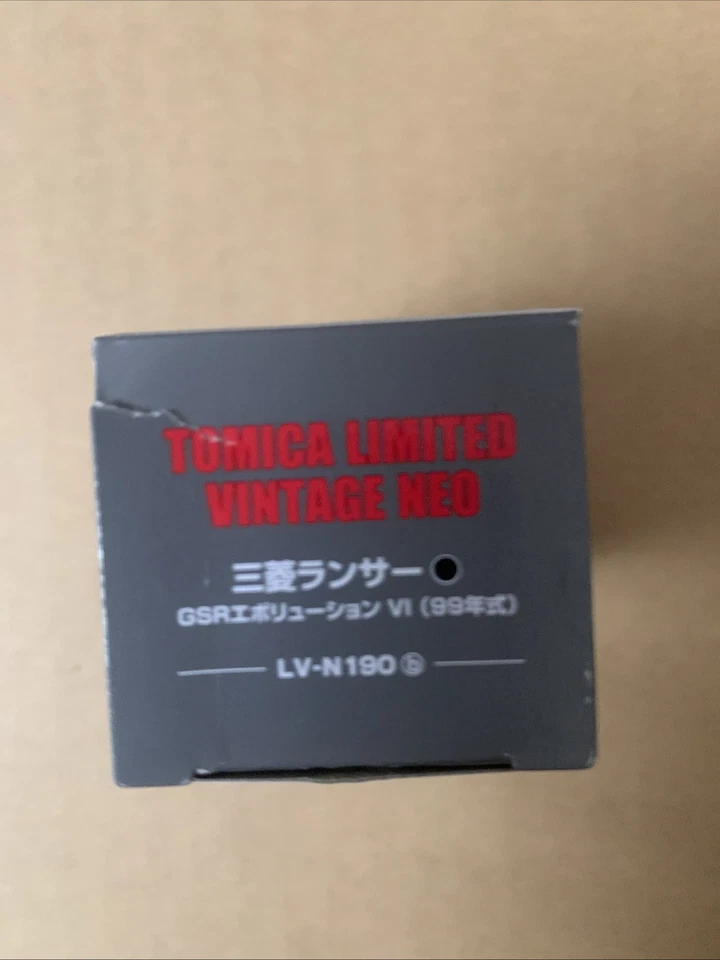 TOMICA LIMITED
VINTAGE NEO
三菱ランサー
GSRエボリューション VI（99年式）
LV-N190 ⓑ